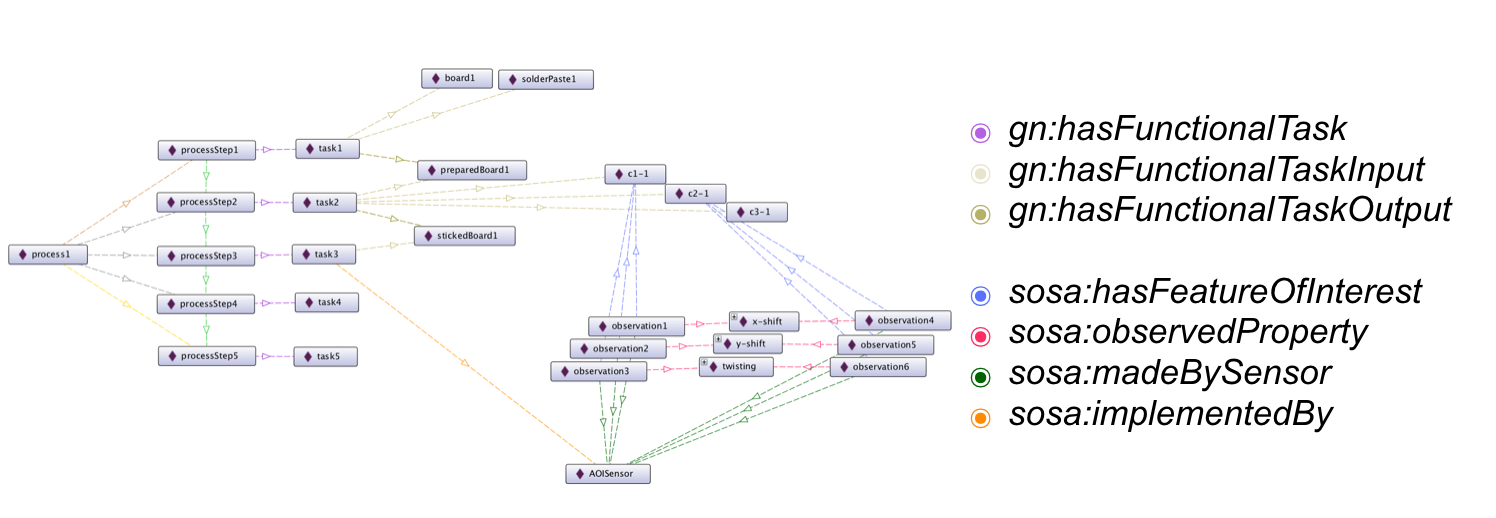 board1
solderPaste1
processStep1
task1
preparedBoard1
c1-1
processStep2
task2
c2-1
c3-1
stickedBoard1
process1
processStep3
task3
processStep4
task4
processStep5
task5
observation1
x-shift
observation4
observation2
y-shift
observation5
observation3
twisting
observation6
AOISensor
gn:hasFunctionalTask
gn:hasFunctionalTaskInput
gn:hasFunctionalTaskOutput
sosa:hasFeatureOfInterest
sosa:observedProperty
sosa:madeBySensor
sosa:implementedBy